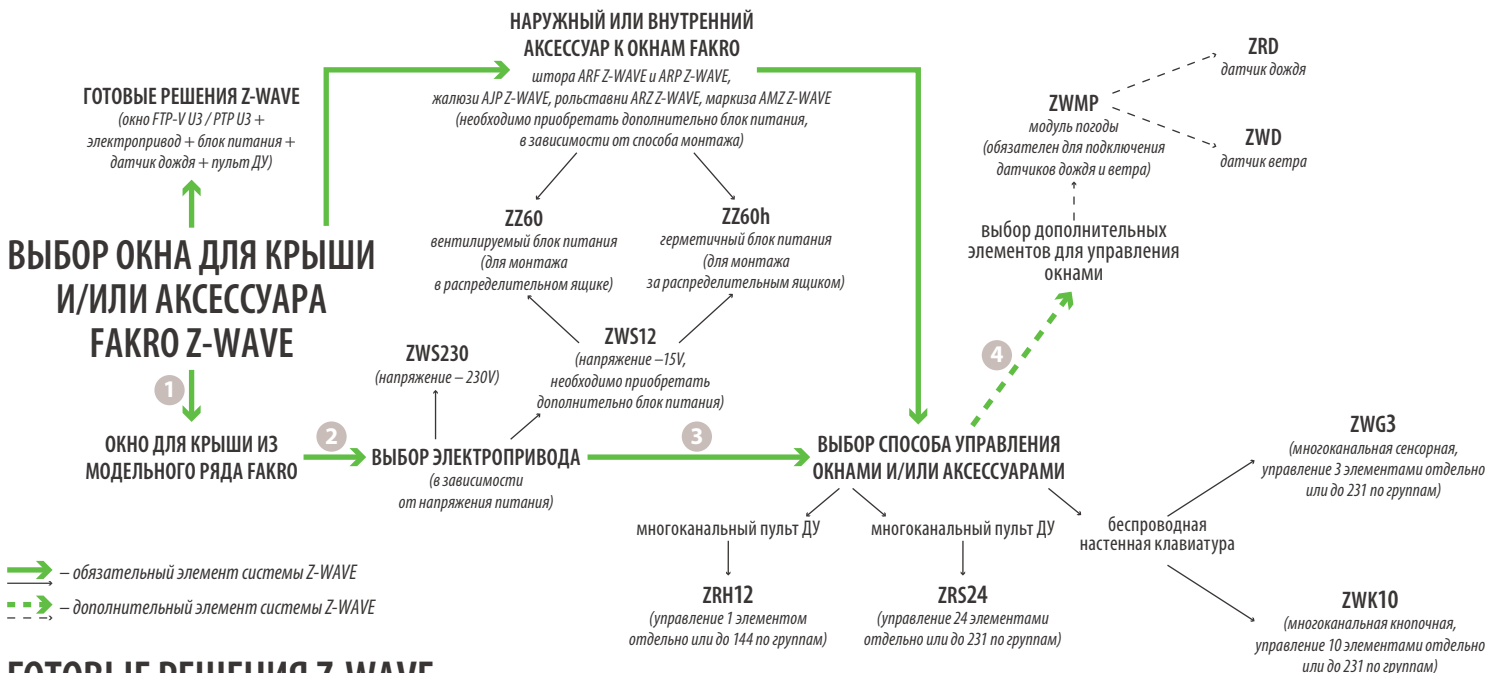 НАРУЖНЫЙ ИЛИ ВНУТРЕННИЙ
АКСЕССУАР К ОКНАМ FAKRO
штора ARF Z-WAVE и ARP Z-WAVE,
жалюзи AJP Z-WAVE, рольставни ARZ Z-WAVE, маркиза AMZ Z-WAVE
(необходимо приобретать дополнительно блок питания,
в зависимости от способа монтажа)
ГОТОВЫЕ РЕШЕНИЯ Z-WAVE
(окно FTP-V U3 / PTP U3 +
электропривод + блок питания +
датчик дождя + пульт ДУ)
ZRD
датчик дождя
ZWMP
модуль погоды
(обязателен для подключения
датчиков дождя и ветра)
ZWD
датчик ветра
ВЫБОР ОКНА ДЛЯ КРЫШИ
И/ИЛИ АКСЕССУАРА
FAKRO Z-WAVE
ZZ60
вентилируемый блок питания
(для монтажа
в распределительном ящике)
ZZ60h
герметичный блок питания
(для монтажа
за распределительным ящиком)
выбор дополнительных
элементов для управления
окнами
ZWS230
(напряжение – 230V)
ZWS12
(напряжение –15V,
необходимо приобретать
дополнительно блок питания)
4
1
ОКНО ДЛЯ КРЫШИ ИЗ
МОДЕЛЬНОГО РЯДА FAKRO
2
ВЫБОР ЭЛЕКТРОПРИВОДА
(в зависимости
от напряжения питания)
3
ВЫБОР СПОСОБА УПРАВЛЕНИЯ
ОКНАМИ И/ИЛИ АКСЕССУАРАМИ
ZWG3
(многоканальная сенсорная,
управление 3 элементами отдельно
или до 231 по группам)
многоканальный пульт ДУ
многоканальный пульт ДУ
беспроводная
настенная клавиатура
– обязательный элемент системы Z-WAVE
– дополнительный элемент системы Z-WAVE
ZRH12
(управление 1 элементом
отдельно или до 144 по группам)
ZRS24
(управление 24 элементами
отдельно или до 231 по группам)
ZWK10
(многоканальная кнопочная,
управление 10 элементами отдельно
или до 231 по группам)
ГОТОВЫЕ РЕШЕНИЯ Z-WAVE